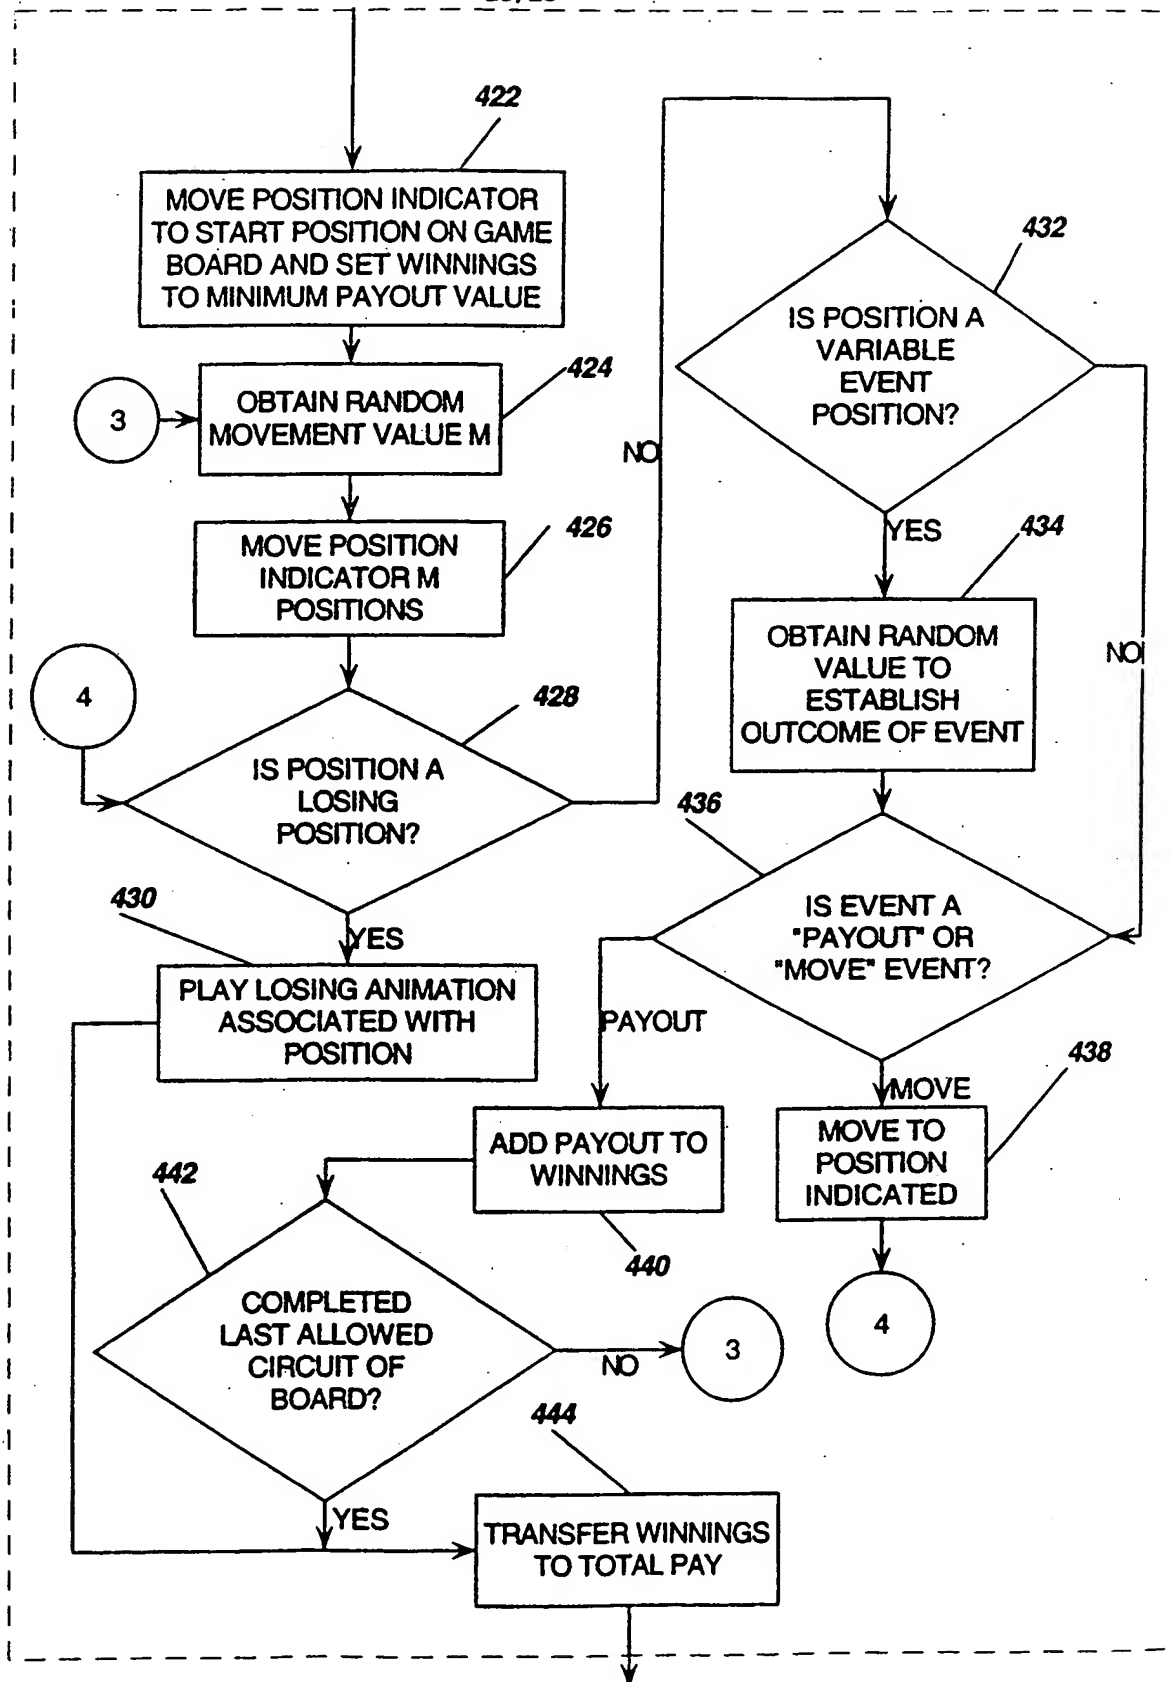 422
MOVE POSITION INDICATOR
TO START POSITION ON GAME
BOARD AND SET WINNINGS
TO MINIMUM PAYOUT VALUE
424
3
OBTAIN RANDOM
MOVEMENT VALUE M
426
MOVE POSITION
INDICATOR M
POSITIONS
4
428
IS POSITION A
LOSING
POSITION?
NO
430
YES
PLAY LOSING ANIMATION
ASSOCIATED WITH
POSITION
432
IS POSITION A
VARIABLE
EVENT
POSITION?
YES
NO
434
OBTAIN RANDOM
VALUE TO
ESTABLISH
OUTCOME OF EVENT
436
IS EVENT A
"PAYOUT" OR
"MOVE" EVENT?
PAYOUT
MOVE
438
MOVE TO
POSITION
INDICATED
4
ADD PAYOUT TO
WINNINGS
440
442
COMPLETED
LAST ALLOWED
CIRCUIT OF
BOARD?
NO
3
YES
444
TRANSFER WINNINGS
TO TOTAL PAY